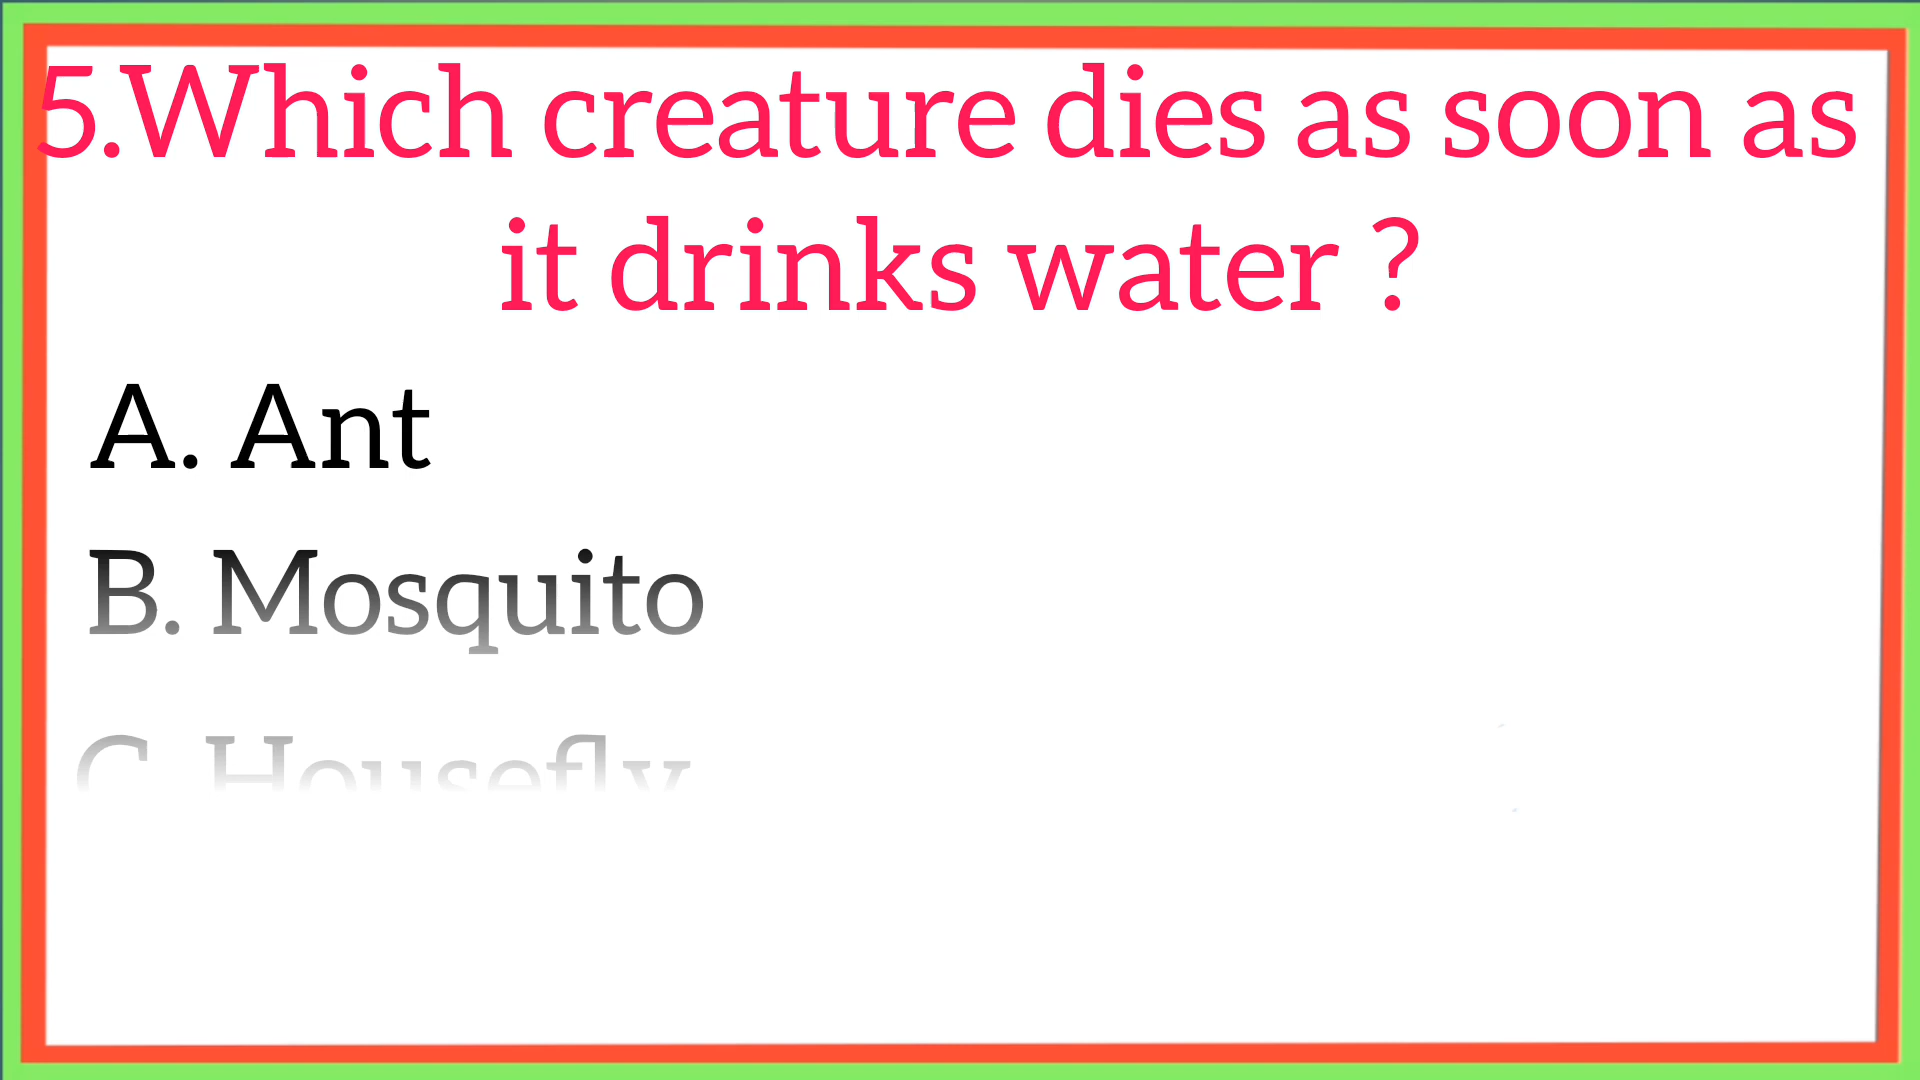 5.Which creature dies as soon as
it drinks water ?
A. Ant
B. Mosquito
C. Housefly